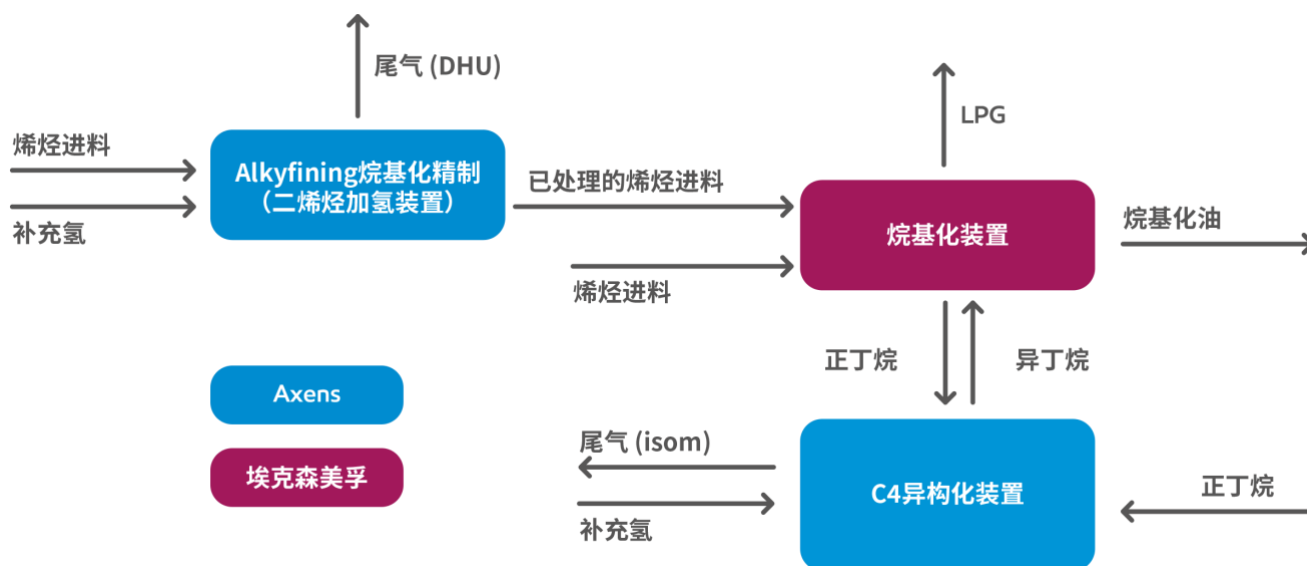 尾气 (DHU)
LPG
烯烃进料
补充氢
Alkyfining烷基化精制
（二烯烃加氢装置）
已处理的烯烃进料
烯烃进料
烷基化装置
烷基化油
正丁烷
异丁烷
Axens
埃克森美孚
尾气 (isom)
补充氢
C4异构化装置
正丁烷